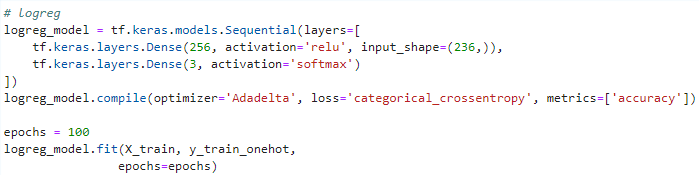 # logreg
logreg_model = tf.keras.models.Sequential(layers=[
    tf.keras.layers.Dense(256, activation='relu', input_shape=(236,)),
    tf.keras.layers.Dense(3, activation='softmax')
])
logreg_model.compile(optimizer='Adadelta', loss='categorical_crossentropy', metrics=['accuracy'])

epochs = 100
logreg_model.fit(X_train, y_train_onehot,
                 epochs=epochs)